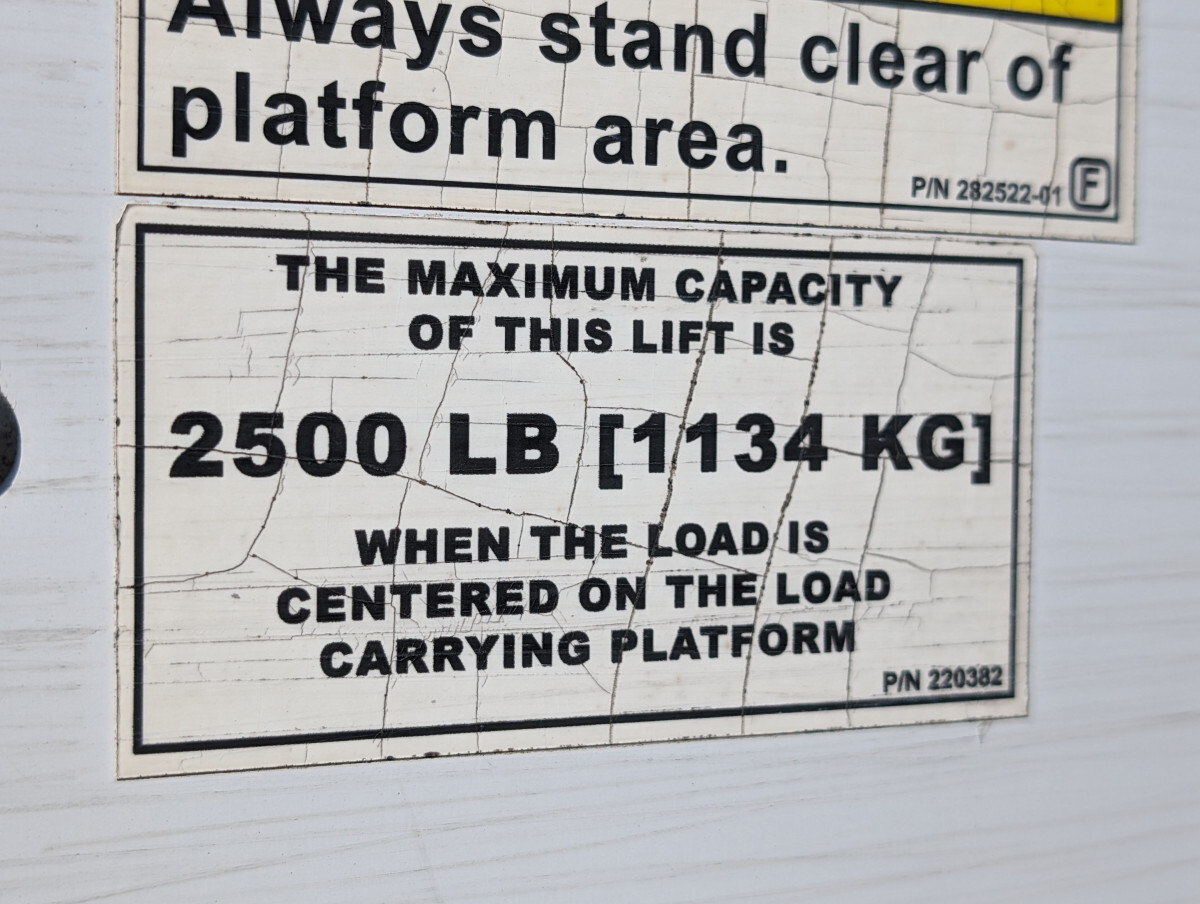 Always stand clear of
platform area.
P/N 282522-01 F
THE MAXIMUM CAPACITY
OF THIS LIFT IS
2500 LB [1134 KG]
WHEN THE LOAD IS
CENTERED ON THE LOAD
CARRYING PLATFORM
P/N 220382